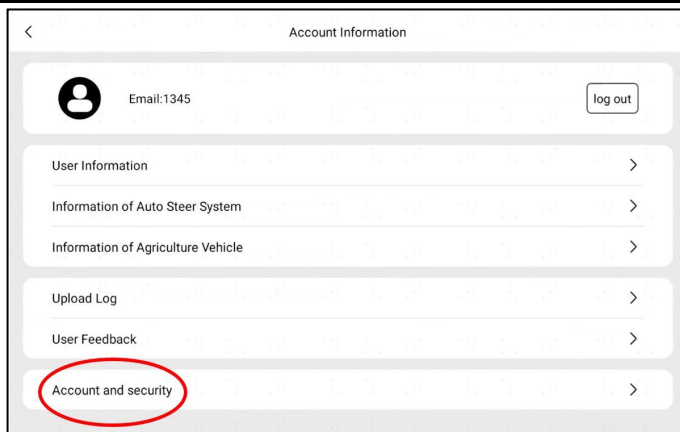 Account Information
Email:1345
log out
User Information
Information of Auto Steer System
Information of Agriculture Vehicle
Upload Log
User Feedback
Account and security